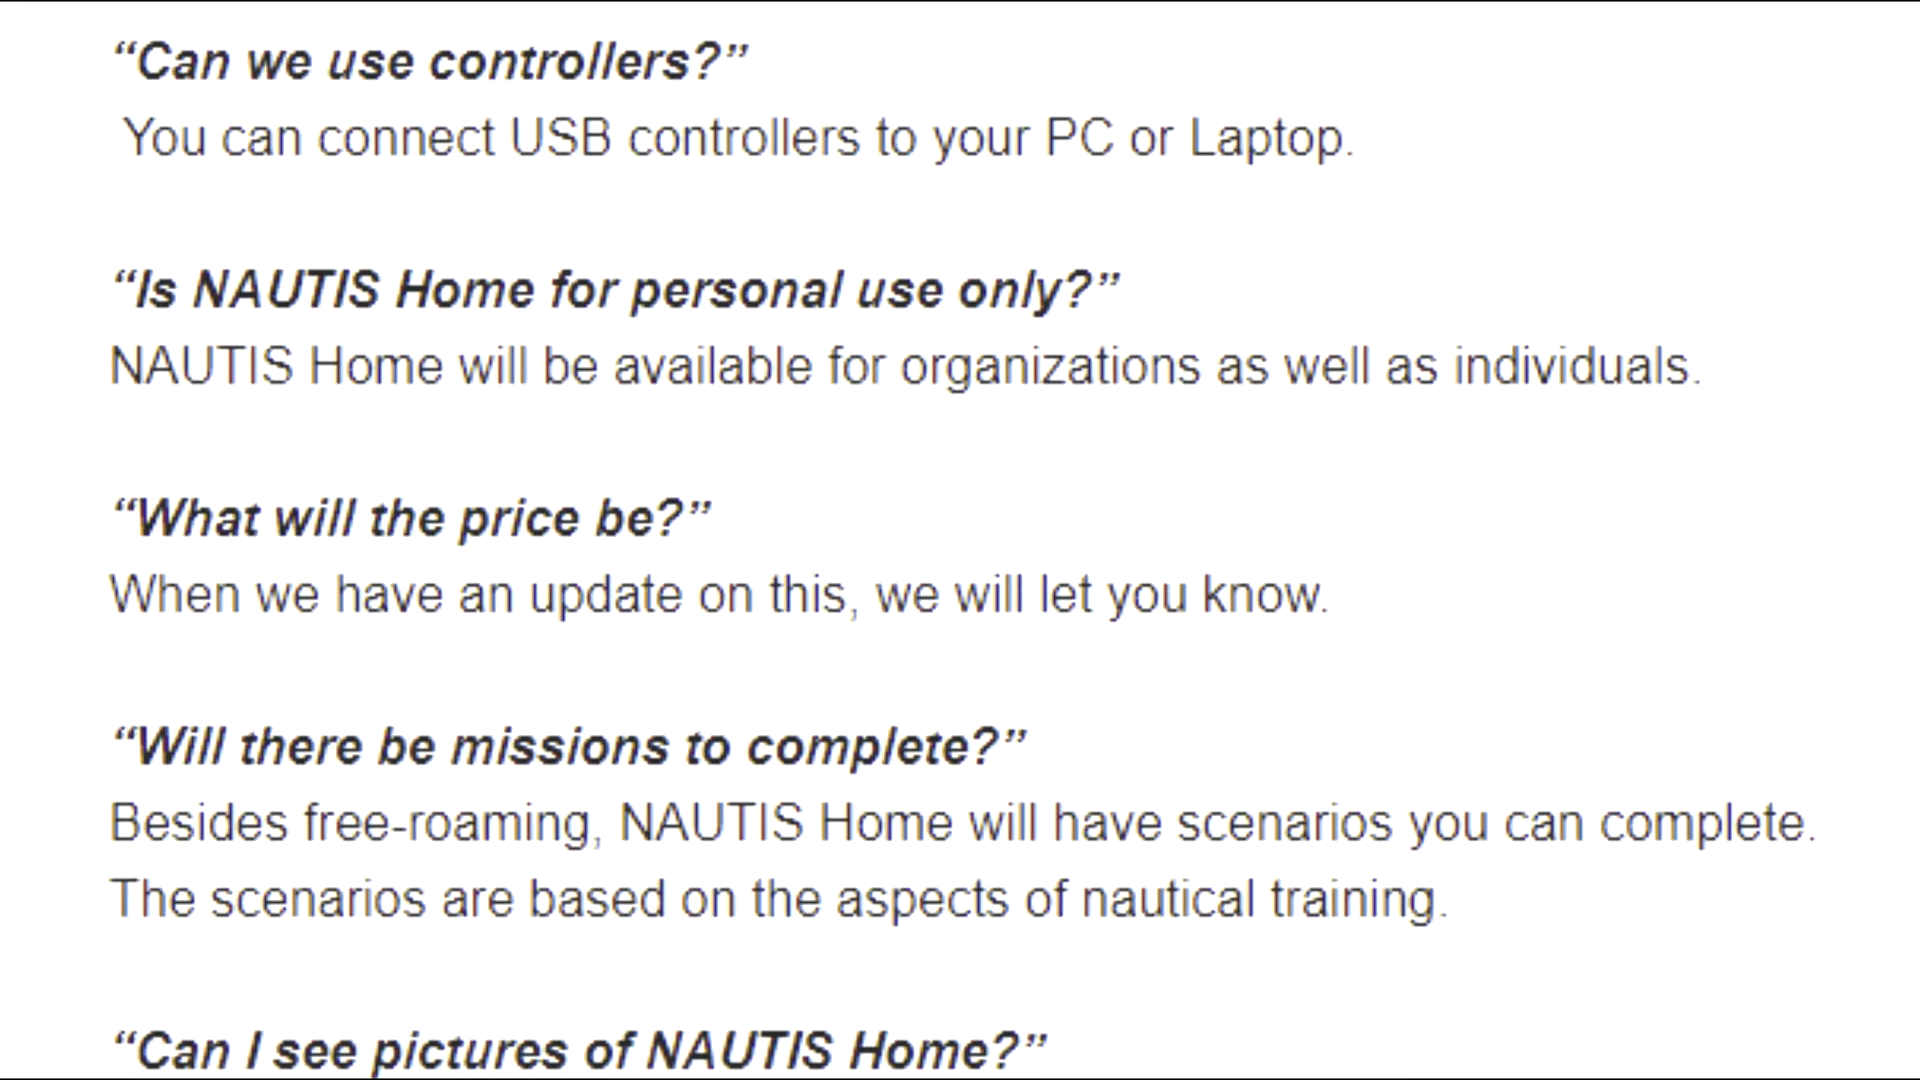 “Can we use controllers?”
You can connect USB controllers to your PC or Laptop.
“Is NAUTIS Home for personal use only?”
NAUTIS Home will be available for organizations as well as individuals.
“What will the price be?”
When we have an update on this, we will let you know.
“Will there be missions to complete?”
Besides free-roaming, NAUTIS Home will have scenarios you can complete.
The scenarios are based on the aspects of nautical training.
“Can I see pictures of NAUTIS Home?”